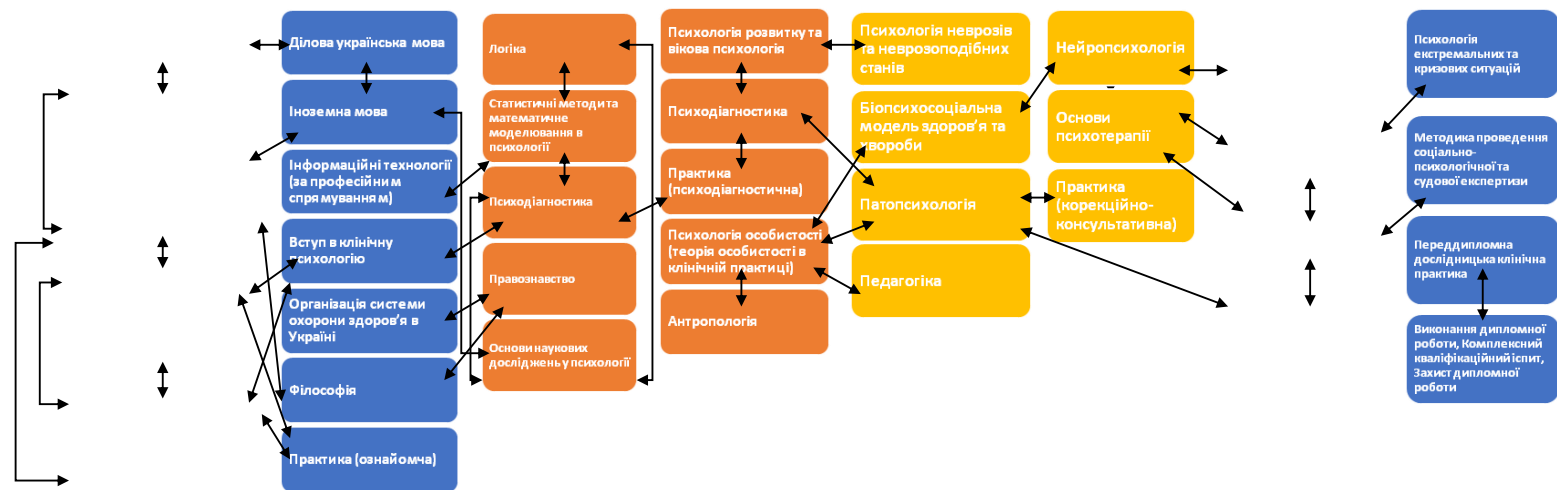 Ділова українська мова
Іноземна мова
Інформаційні технології
(за професійним
спрямуванням)
Вступ в клінічну
психологію
Організація системи
охорони здоров’я в
Україні
Філософія
Практика (ознайомча)
Логіка
Статистичні методи та
математичне
моделювання в
психології
Психодіагностика
Правознавство
Основи наукових
досліджень у психології
Психологія розвитку та
вікова психологія
Психодіагностика
Практика
(психодіагностична)
Психологія особистості
(теорія особистості в
клінічній практиці)
Антропологія
Психологія неврозів
та неврозоподібних
станів
Біопсихосоціальна
модель здоров’я та
хвороби
Патопсихологія
Педагогіка
Нейропсихологія
Основи
психотерапії
Практика
(корекційно-
консультативна)
Психологія
екстремальних та
кризових ситуацій
Методика проведення
соціально-
психологічної та
судової експертизи
Переддипломна
дослідницька клінічна
практика
Виконання дипломної
роботи, Комплексний
кваліфікаційний іспит,
Захист дипломної
роботи